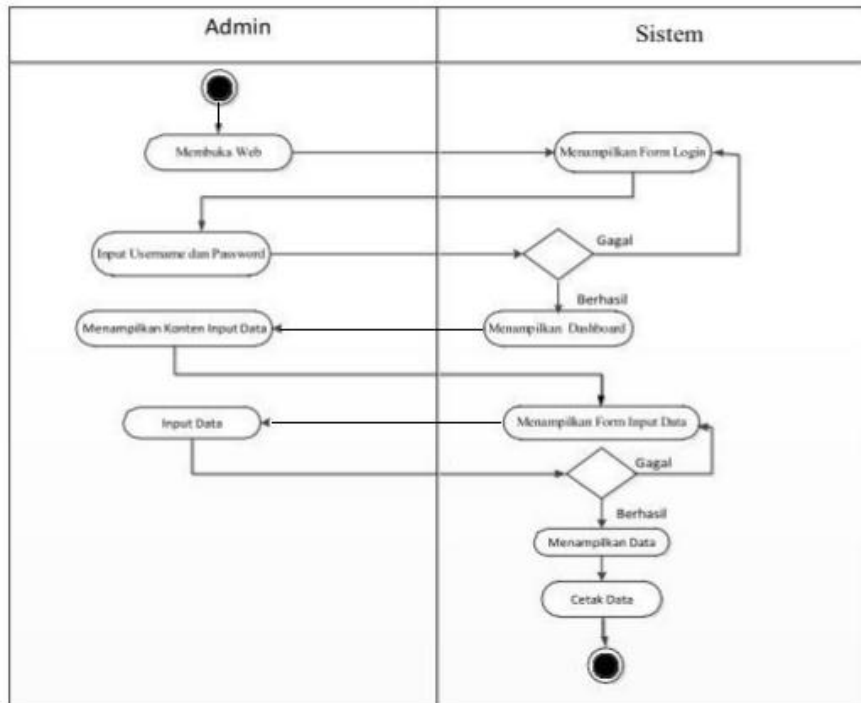 Admin
Sistem
Membuka Web
Menampilkan Form Login
Input Username dan Password
Gagal
Berhasil
Menampilkan Konten Input Data
Menampilkan Dashboard
Input Data
Menampilkan Form Input Data
Gagal
Berhasil
Menampilkan Data
Cetak Data